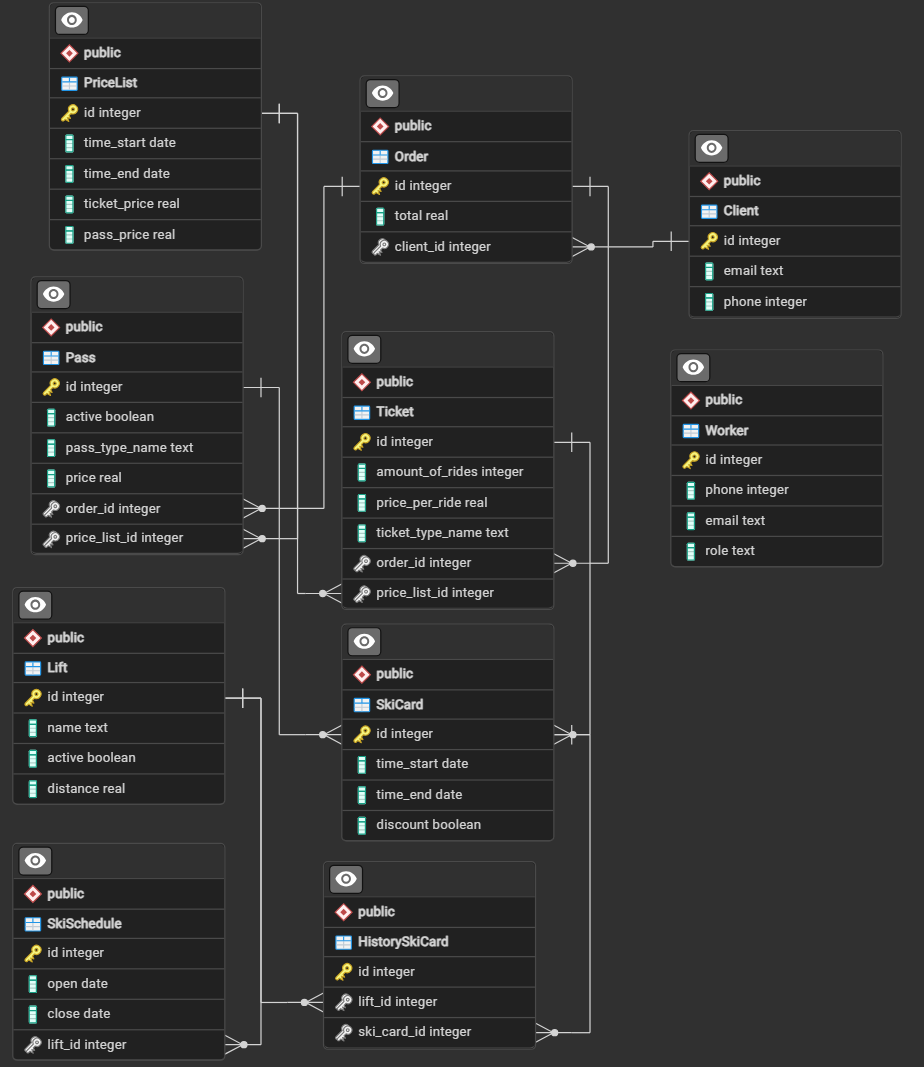 public
PriceList
id integer
time_start date
time_end date
ticket_price real
pass_price real
public
Order
id integer
total real
client_id integer
public
Client
id integer
email text
phone integer
public
Pass
id integer
active boolean
pass_type_name text
price real
order_id integer
price_list_id integer
public
Ticket
id integer
amount_of_rides integer
price_per_ride real
ticket_type_name text
order_id integer
price_list_id integer
public
Worker
id integer
phone integer
email text
role text
public
Lift
id integer
name text
active boolean
distance real
public
SkiCard
id integer
time_start date
time_end date
discount boolean
public
SkiSchedule
id integer
open date
close date
lift_id integer
public
HistorySkiCard
id integer
lift_id integer
ski_card_id integer